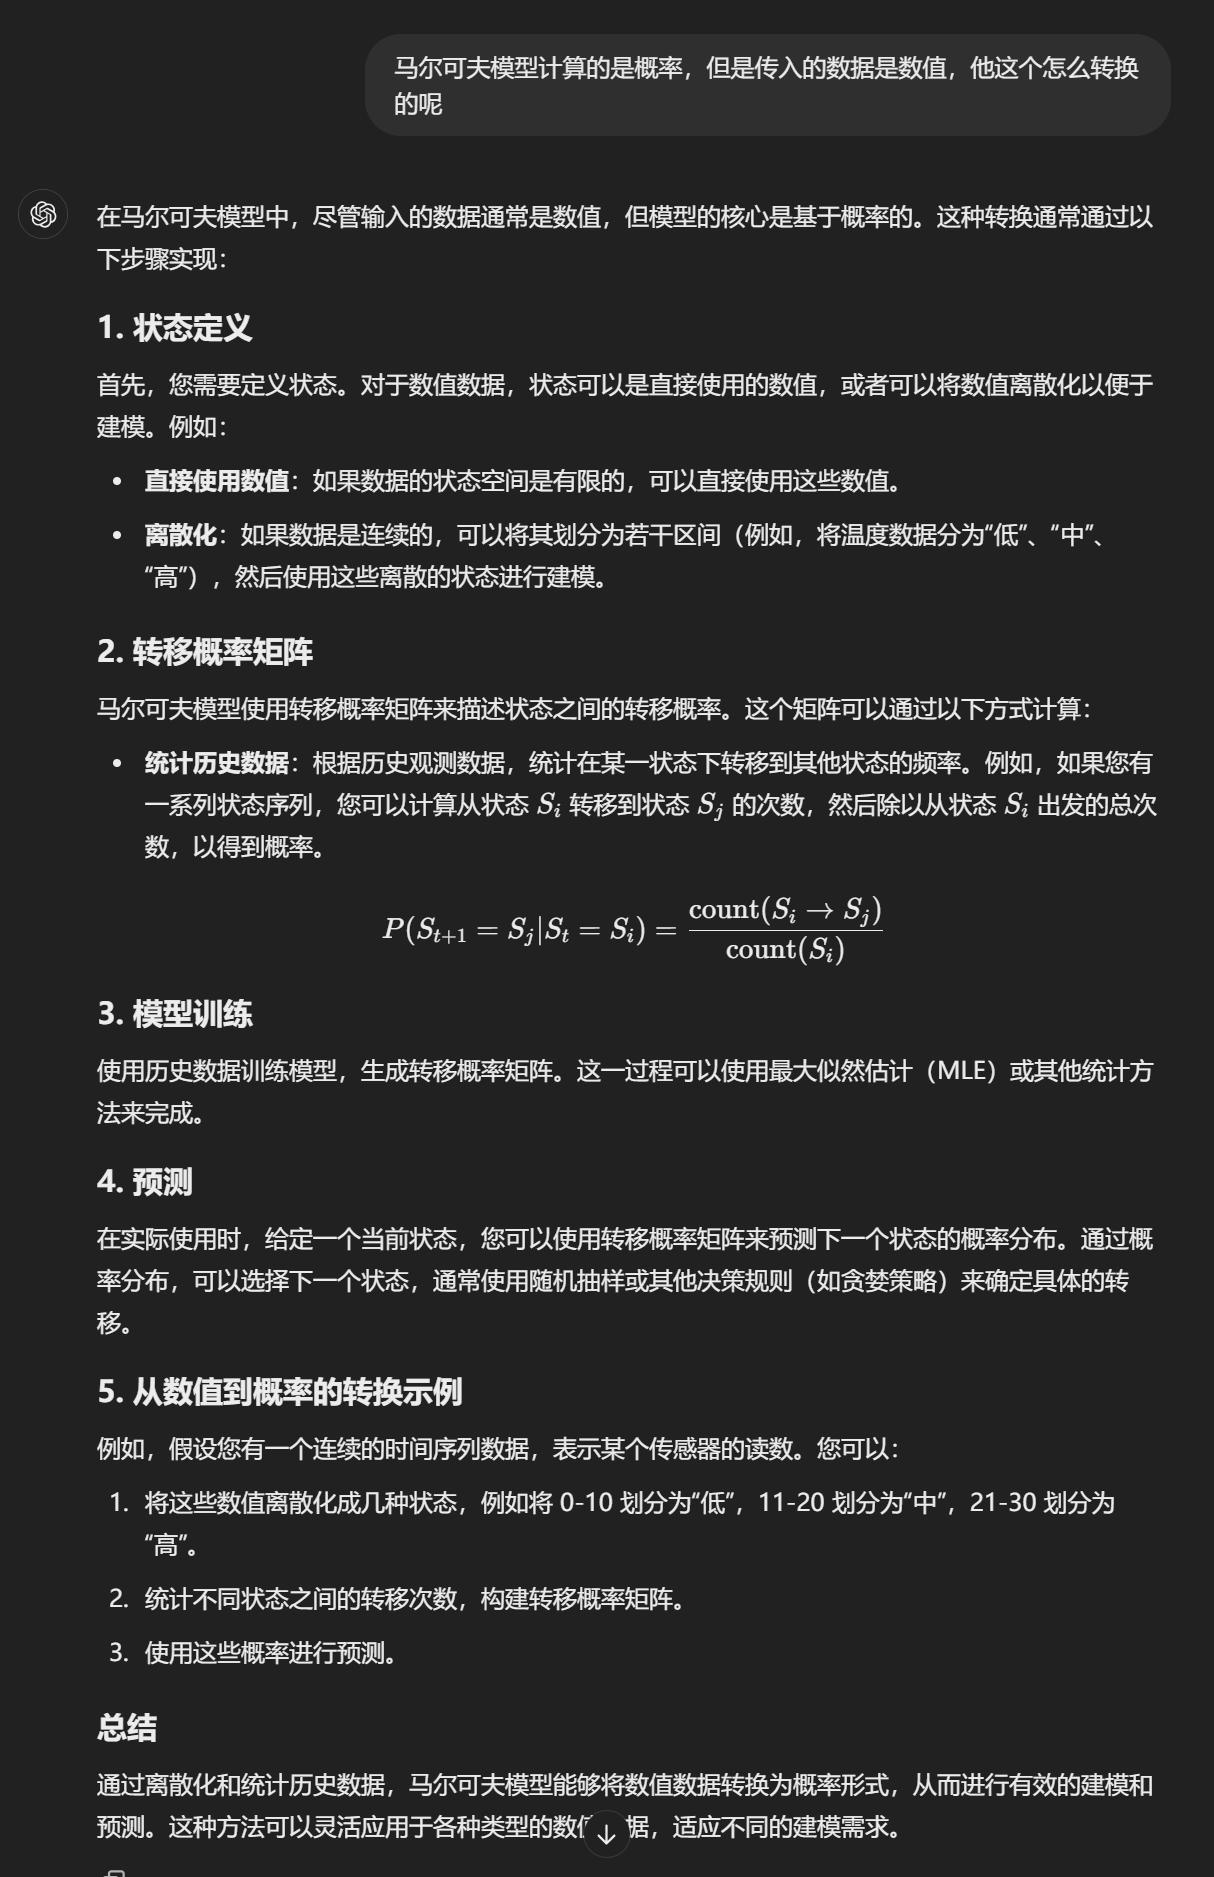 马尔可夫模型计算的是概率，但是传入的数据是数值，他这个怎么转换
的呢
在马尔可夫模型中，尽管输入的数据通常是数值，但模型的核心是基于概率的。这种转换通常通过以
下步骤实现：
1. 状态定义
首先，您需要定义状态。对于数值数据，状态可以是直接使用的数值，或者可以将数值离散化以便于
建模。例如：
• 直接使用数值：如果数据的状态空间是有限的，可以直接使用这些数值。
• 离散化：如果数据是连续的，可以将其划分为若干区间（例如，将温度数据分为“低”、“中”、
“高”），然后使用这些离散的状态进行建模。
2. 转移概率矩阵
马尔可夫模型使用转移概率矩阵来描述状态之间的转移概率。这个矩阵可以通过以下方式计算：
• 统计历史数据：根据历史观测数据，统计在某一状态下转移到其他状态的频率。例如，如果您有
一系列状态序列，您可以计算从状态 S_i 转移到状态 S_j 的次数，然后除以从状态 S_i 出发的总次
数，以得到概率。
P(S_{t+1} = S_j|S_t = S_i) = count(S_i → S_j) / count(S_i)
3. 模型训练
使用历史数据训练模型，生成转移概率矩阵。这一过程可以使用最大似然估计（MLE）或其他统计方
法来完成。
4. 预测
在实际使用时，给定一个当前状态，您可以使用转移概率矩阵来预测下一个状态的概率分布。通过概
率分布，可以选择下一个状态，通常使用随机抽样或其他决策规则（如贪婪策略）来确定具体的转
移。
5. 从数值到概率的转换示例
例如，假设您有一个连续的时间序列数据，表示某个传感器的读数。您可以：
1. 将这些数值离散化成几种状态，例如将 0-10 划分为“低”，11-20 划分为“中”，21-30 划分为
“高”。
2. 统计不同状态之间的转移次数，构建转移概率矩阵。
3. 使用这些概率进行预测。
总结
通过离散化和统计历史数据，马尔可夫模型能够将数值数据转换为概率形式，从而进行有效的建模和
预测。这种方法可以灵活应用于各种类型的数值数据，适应不同的建模需求。